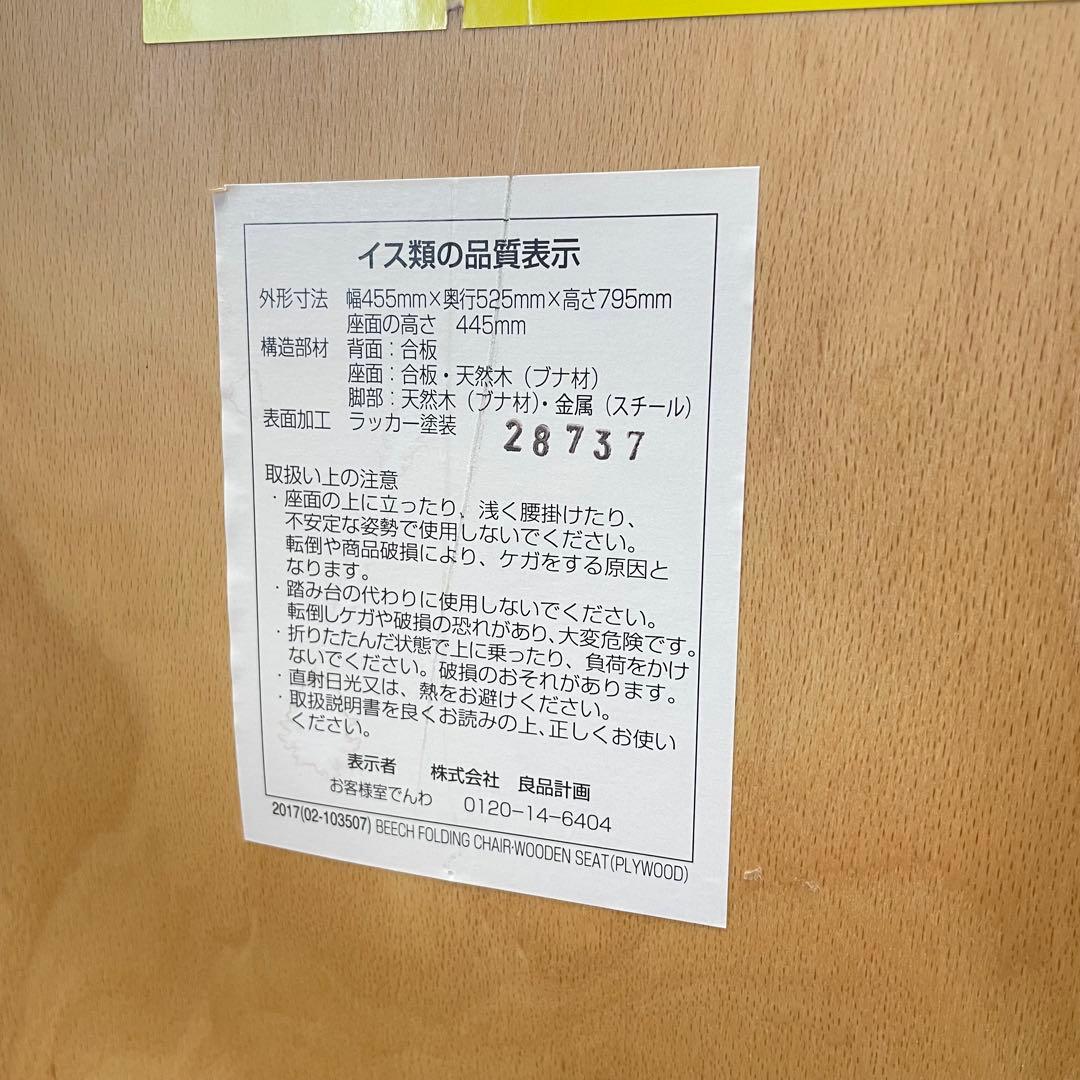 イス類の品質表示
外形寸法 幅455mm×奥行525mm×高さ795mm
座面の高さ 445mm
構造部材 背面：合板
座面：合板・天然木（ブナ材）
脚部：天然木（ブナ材）・金属（スチール）
表面加工 ラッカー塗装
28737
取扱い上の注意
・座面の上に立ったり、浅く腰掛けたり、
不安定な姿勢で使用しないでください。
転倒や商品破損により、ケガをする原因と
なります。
・踏み台の代わりに使用しないでください。
転倒しケガや破損の恐れがあり、大変危険です。
・折りたたんだ状態で上に乗ったり、負荷をかけ
ないでください。破損のおそれがあります。
・直射日光又は、熱をお避けください。
・取扱説明書を良くお読みの上、正しくお使い
ください。
表示者 株式会社 良品計画
お客様室でんわ 0120-14-6404
2017(02-103507) BEECH FOLDING CHAIR·WOODEN SEAT(PLYWOOD)